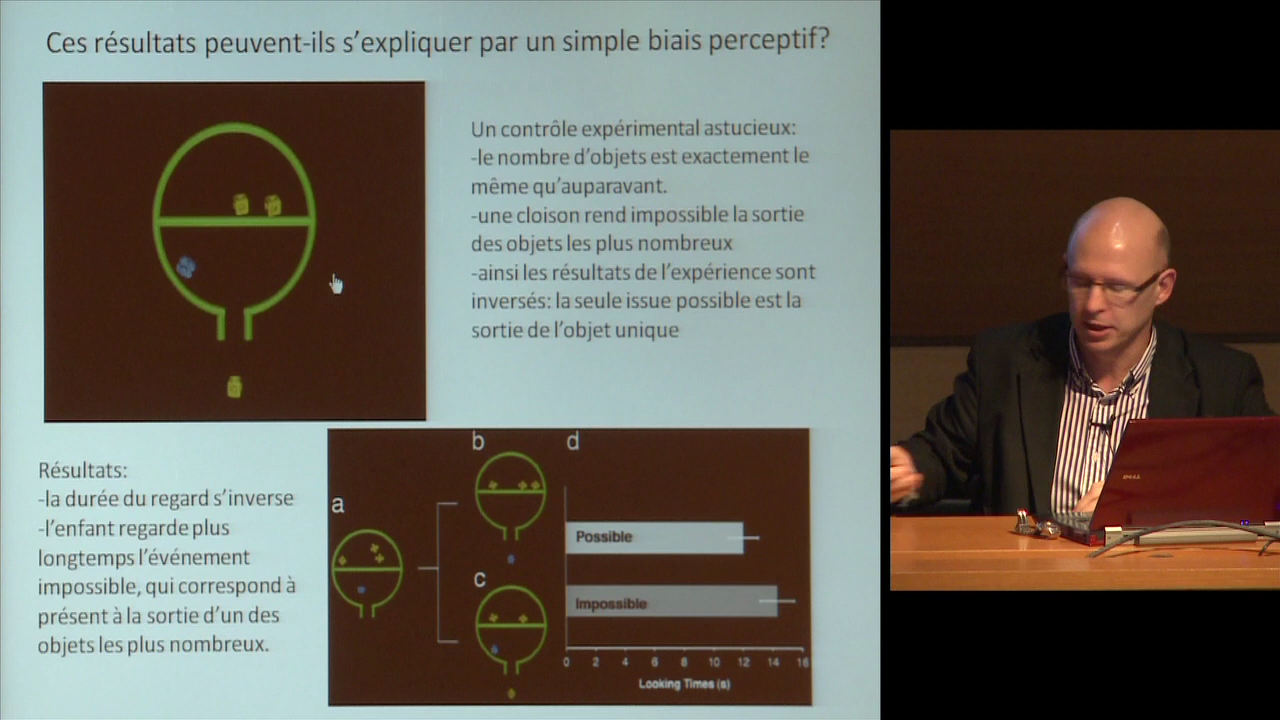 Ces résultats peuvent-ils s'expliquer par un simple biais perceptif?
Un contrôle expérimental astucieux:
-le nombre d'objets est exactement le
même qu'auparavant.
-une cloison rend impossible la sortie
des objets les plus nombreux
-ainsi les résultats de l'expérience sont
inversés: la seule issue possible est la
sortie de l'objet unique
Résultats:
-la durée du regard s'inverse
-l'enfant regarde plus
longtemps l'événement
impossible, qui correspond à
présent à la sortie d'un des
objets les plus nombreux.
a
b
c
d
Possible
Impossible
0 2 4 6 8 10 12 14 16
Looking Times (s)
DELL